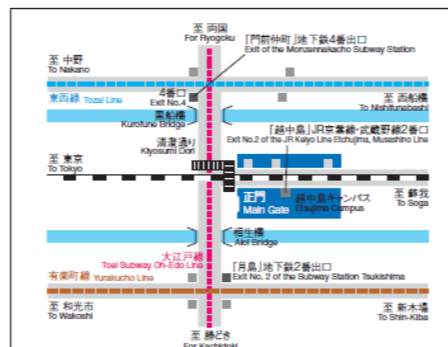 至 両国
For Ryogoku
「門前仲町」地下鉄4番出口
Exit of the Monzennakacho Subway Station
至 中野
To Nakano
東西線 Tozai Line
4番口
Exit No.4
至 西船橋
To Nishifunabashi
黒船橋
Kurofune Bridge
清澄通り
Kiyosumi Dori
「越中島」JR京葉線・武蔵野線2番出口
Exit No.2 of the JR Keiyo Line Etchujima, Musashino Line
至 東京
To Tokyo
正門
Main Gate
越中島キャンパス
Etchujima Campus
至 蘇我
To Soga
相生橋
Aioi Bridge
大江戸線
Toei Subway Oh-Edo Line
有楽町線 Yurakucho Line
「月島」地下鉄2番出口
Exit No. 2 of the Subway Station Tsukishima
至 和光市
To Wakoshi
至 新木場
To Shin-Kiba
至 勝どき
For Kachidoki